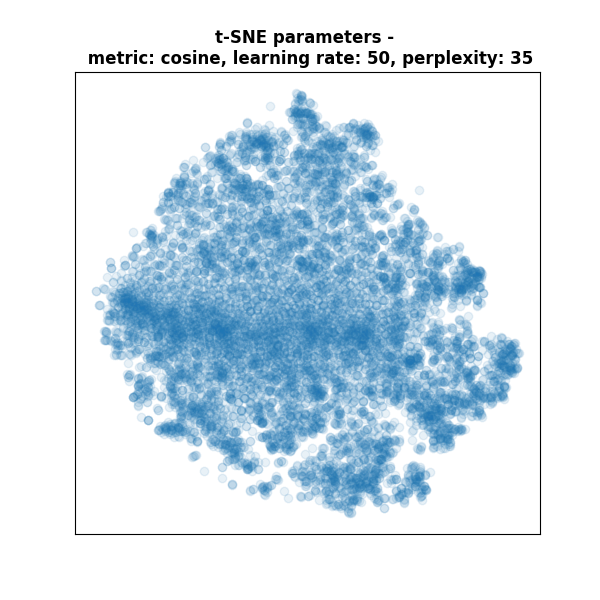 t-SNE parameters -
metric: cosine, learning rate: 50, perplexity: 35